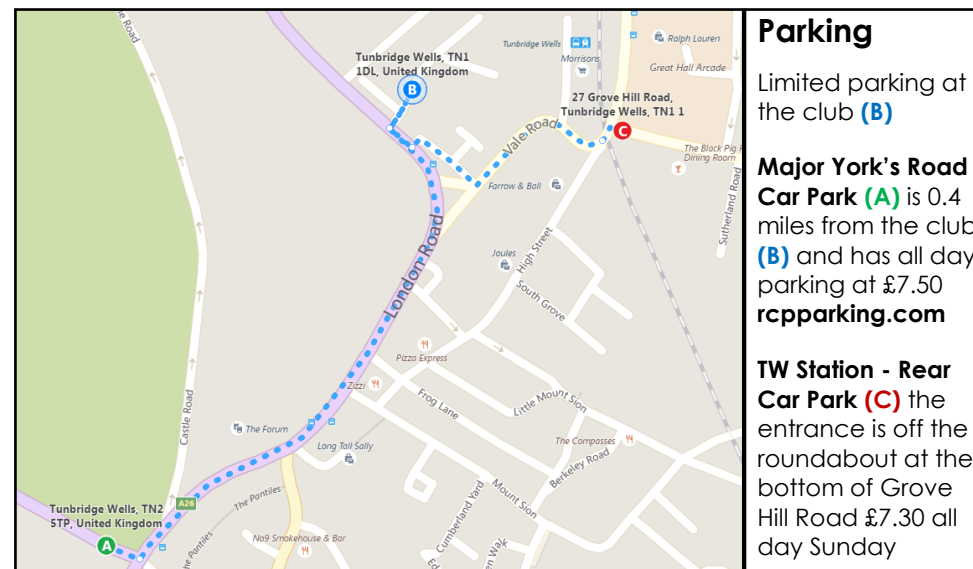 le Road
Tunbridge Wells, TN1
1DL, United Kingdom
B
Tunbridge Wells
Morrisons
Ralph Lauren
Great Hall Arcade
27 Grove Hill Road,
Tunbridge Wells, TN1 1
C
Vale Road
The Black Pig
Dining Room
Farrow & Ball
Sutherland Road
London Road
Joules
High Street
South Grove
Pizza Express
Zizzi
Frog Lane
Little Mount Sion
Castle Road
The Forum
Long Tall Sally
The Compasses
Berkeley Road
The Pantiles
Mount Sion
Cumberland Yard
A26
Tunbridge Wells, TN2
5TP, United Kingdom
A
The Pantiles
No9 Smokehouse & Bar
Parking
Limited parking at
the club (B)
Major York’s Road
Car Park (A) is 0.4
miles from the club
(B) and has all day
parking at £7.50
rcpparking.com
TW Station - Rear
Car Park (C) the
entrance is off the
roundabout at the
bottom of Grove
Hill Road £7.30 all
day Sunday